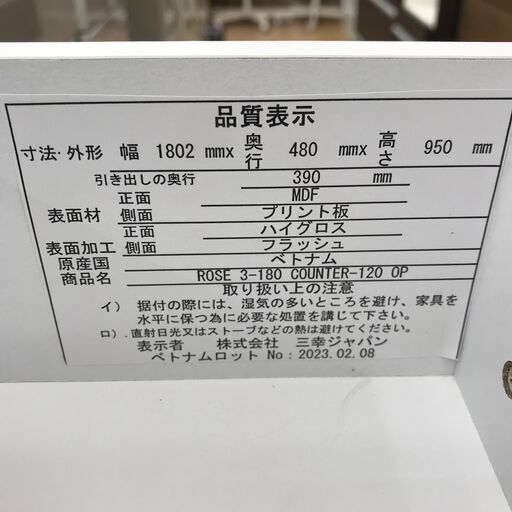 品質表示
寸法・外形 幅 1802 mmx 奥行 480 mmx 高さ 950 mm
引き出しの奥行 390 mm
表面材 正面 MDF
側面 プリント板
表面加工 正面 ハイグロス
側面 フラッシュ
原産国 ベトナム
商品名 ROSE 3-180 COUNTER-120 OP
取り扱い上の注意
イ） 据付の際には、湿気の多いところを避け、家具を
水平に保つ為に必要な処置を講じて下さい。
ロ）.直射日光又はストーブなどの熱は避けてください。
表示者 株式会社 三幸ジャパン
ベトナムロット No：2023.02.08